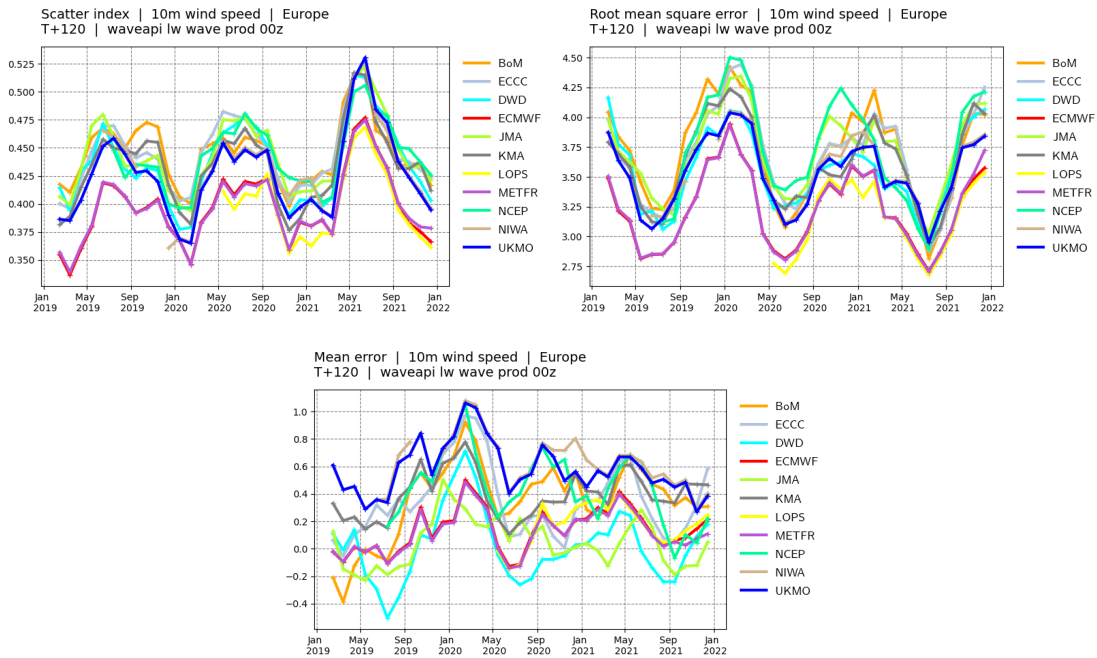 Scatter index | 10m wind speed | Europe
T+120 | waveapi lw wave prod 00z
0.525
0.500
0.475
0.450
0.425
0.400
0.375
0.350
Jan 2019
May 2019
Sep 2019
Jan 2020
May 2020
Sep 2020
Jan 2021
May 2021
Sep 2021
Jan 2022
BoM
ECCC
DWD
ECMWF
JMA
KMA
LOPS
METFR
NCEP
NIWA
UKMO
Root mean square error | 10m wind speed | Europe
T+120 | waveapi lw wave prod 00z
4.50
4.25
4.00
3.75
3.50
3.25
3.00
2.75
Jan 2019
May 2019
Sep 2019
Jan 2020
May 2020
Sep 2020
Jan 2021
May 2021
Sep 2021
Jan 2022
BoM
ECCC
DWD
ECMWF
JMA
KMA
LOPS
METFR
NCEP
NIWA
UKMO
Mean error | 10m wind speed | Europe
T+120 | waveapi lw wave prod 00z
1.0
0.8
0.6
0.4
0.2
0.0
−0.2
−0.4
Jan 2019
May 2019
Sep 2019
Jan 2020
May 2020
Sep 2020
Jan 2021
May 2021
Sep 2021
Jan 2022
BoM
ECCC
DWD
ECMWF
JMA
KMA
LOPS
METFR
NCEP
NIWA
UKMO